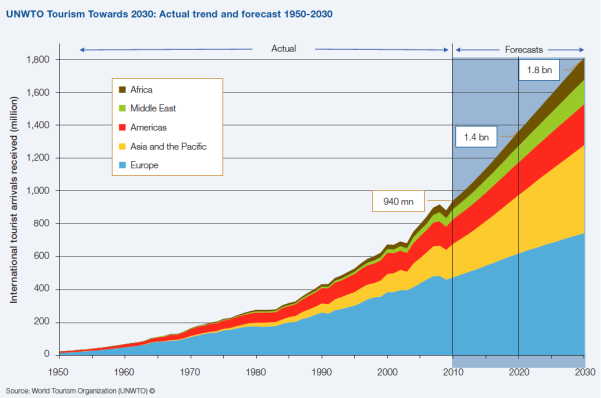 UNWTO Tourism Towards 2030: Actual trend and forecast 1950-2030
Actual
Forecasts
1,800
1,600
1,400
1,200
1,000
800
600
400
200
0
International tourist arrivals received (million)
Africa
Middle East
Americas
Asia and the Pacific
Europe
1.8 bn
1.4 bn
940 mn
1950
1960
1970
1980
1990
2000
2010
2020
2030
Source: World Tourism Organization (UNWTO) ©